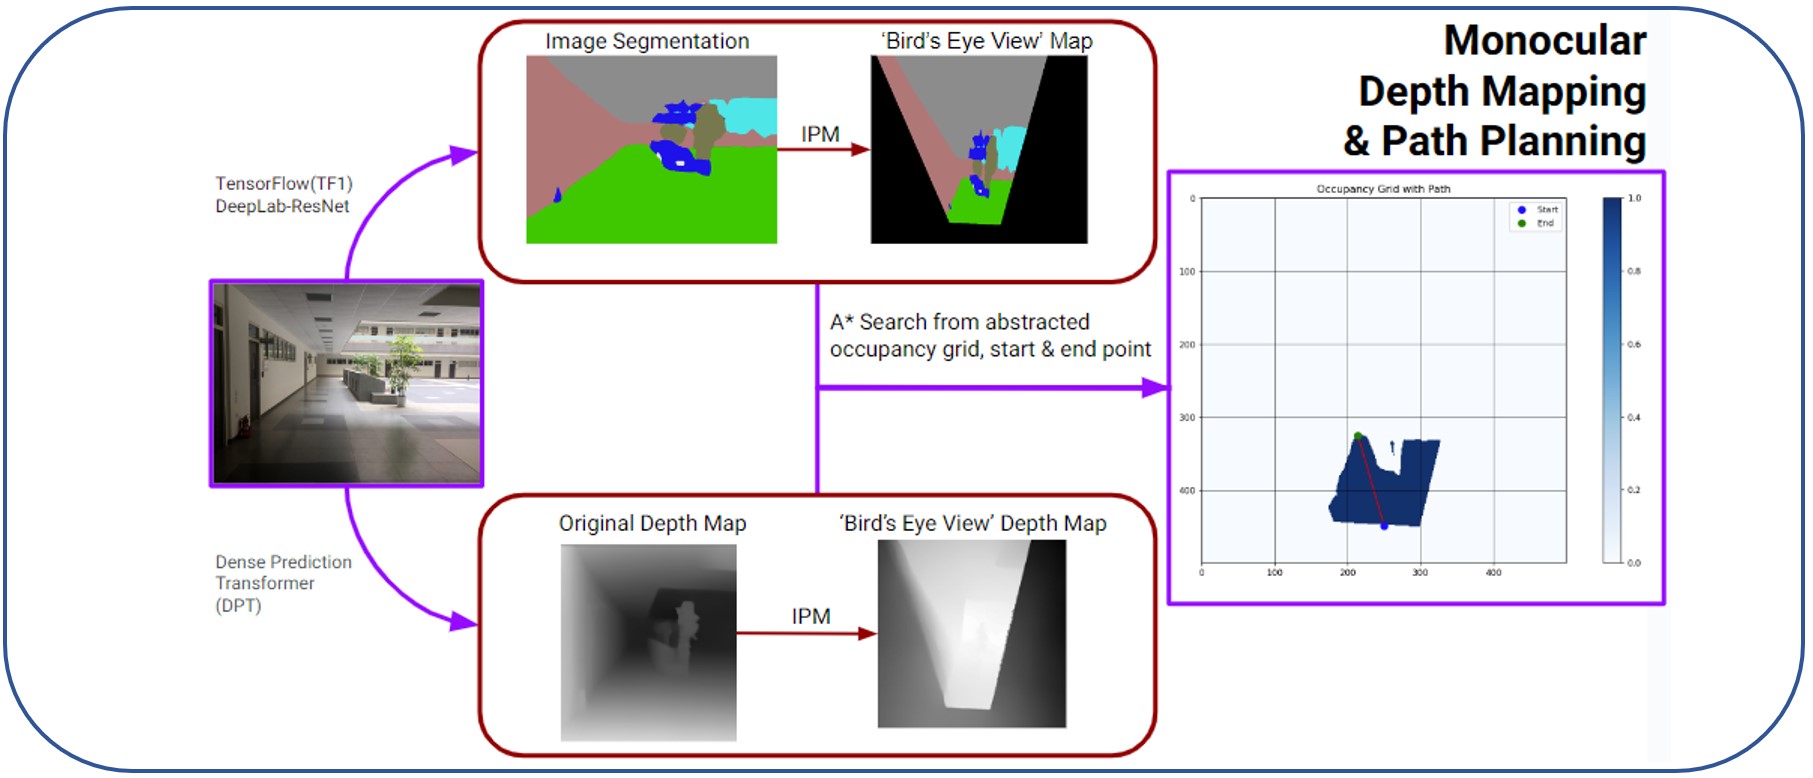 Monocular
Depth Mapping
& Path Planning
Image Segmentation
'Bird's Eye View' Map
IPM
TensorFlow(TF1)
DeepLab-ResNet
A* Search from abstracted
occupancy grid, start & end point
Dense Prediction
Transformer
(DPT)
Original Depth Map
'Bird's Eye View' Depth Map
IPM
Occupancy Grid with Path
Start
End
0
100
200
300
400
0
100
200
300
400
1.0
0.8
0.6
0.4
0.2
0.0